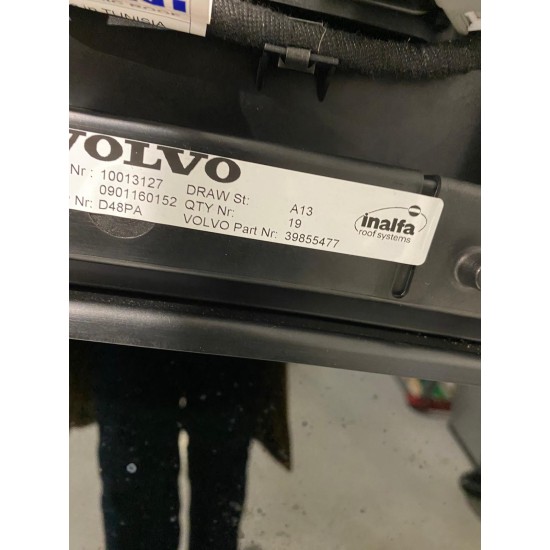 TUNISIA
VOLVO
Nr: 10013127 DRAW St: A13
0901160152 QTY Nr: 19
Nr: D48PA VOLVO Part Nr: 39855477
inalfa
roof systems